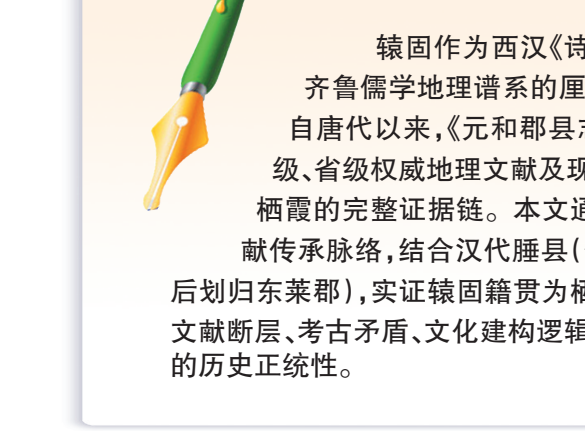 辕固作为西汉《诗
齐鲁儒学地理谱系的厘
自唐代以来,《元和郡县志
级、省级权威地理文献及现
栖霞的完整证据链。本文通
献传承脉络,结合汉代腄县(
后划归东莱郡),实证辕固籍贯为栖
文献断层、考古矛盾、文化建构逻辑
的历史正统性。